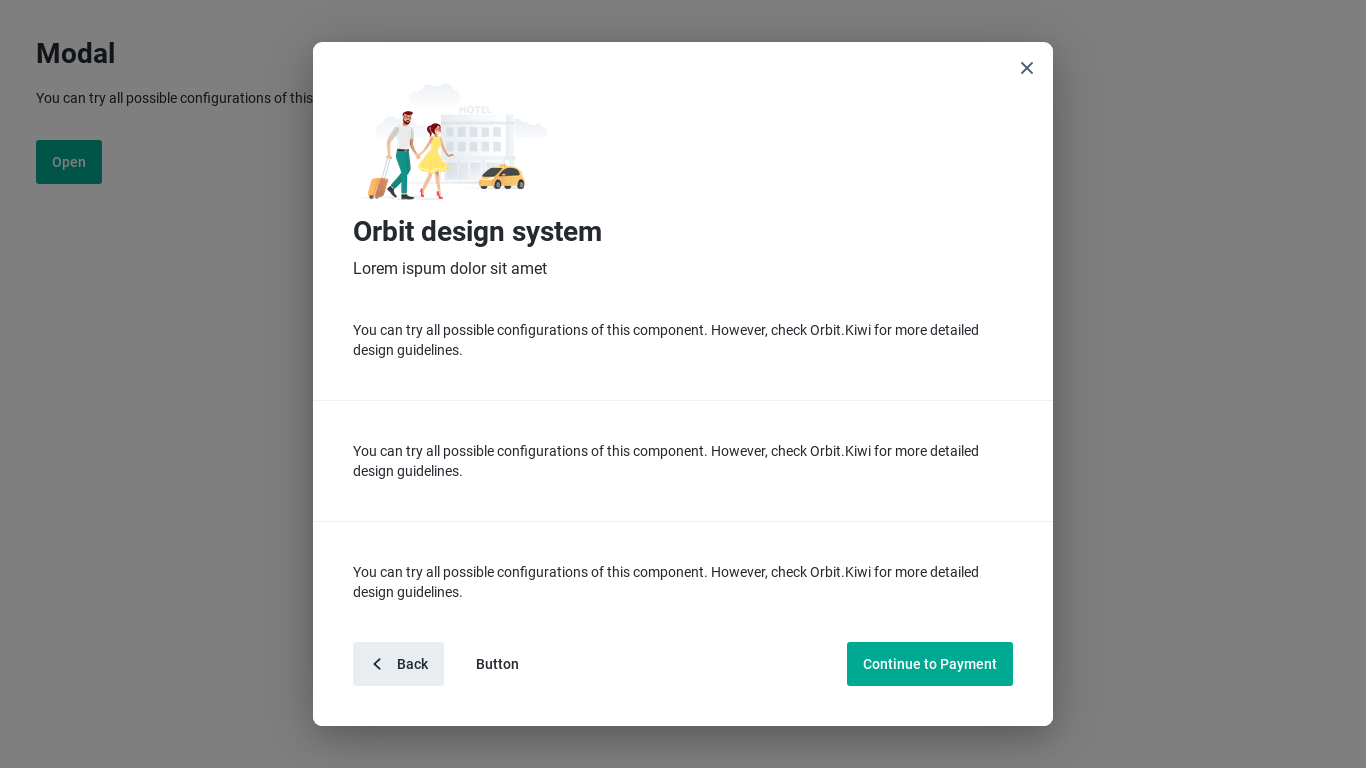 Modal
You can try all possible configurations of this
Open
HOTEL
Orbit design system
Lorem ispum dolor sit amet
You can try all possible configurations of this component. However, check Orbit.Kiwi for more detailed
design guidelines.
You can try all possible configurations of this component. However, check Orbit.Kiwi for more detailed
design guidelines.
You can try all possible configurations of this component. However, check Orbit.Kiwi for more detailed
design guidelines.
Back
Button
Continue to Payment